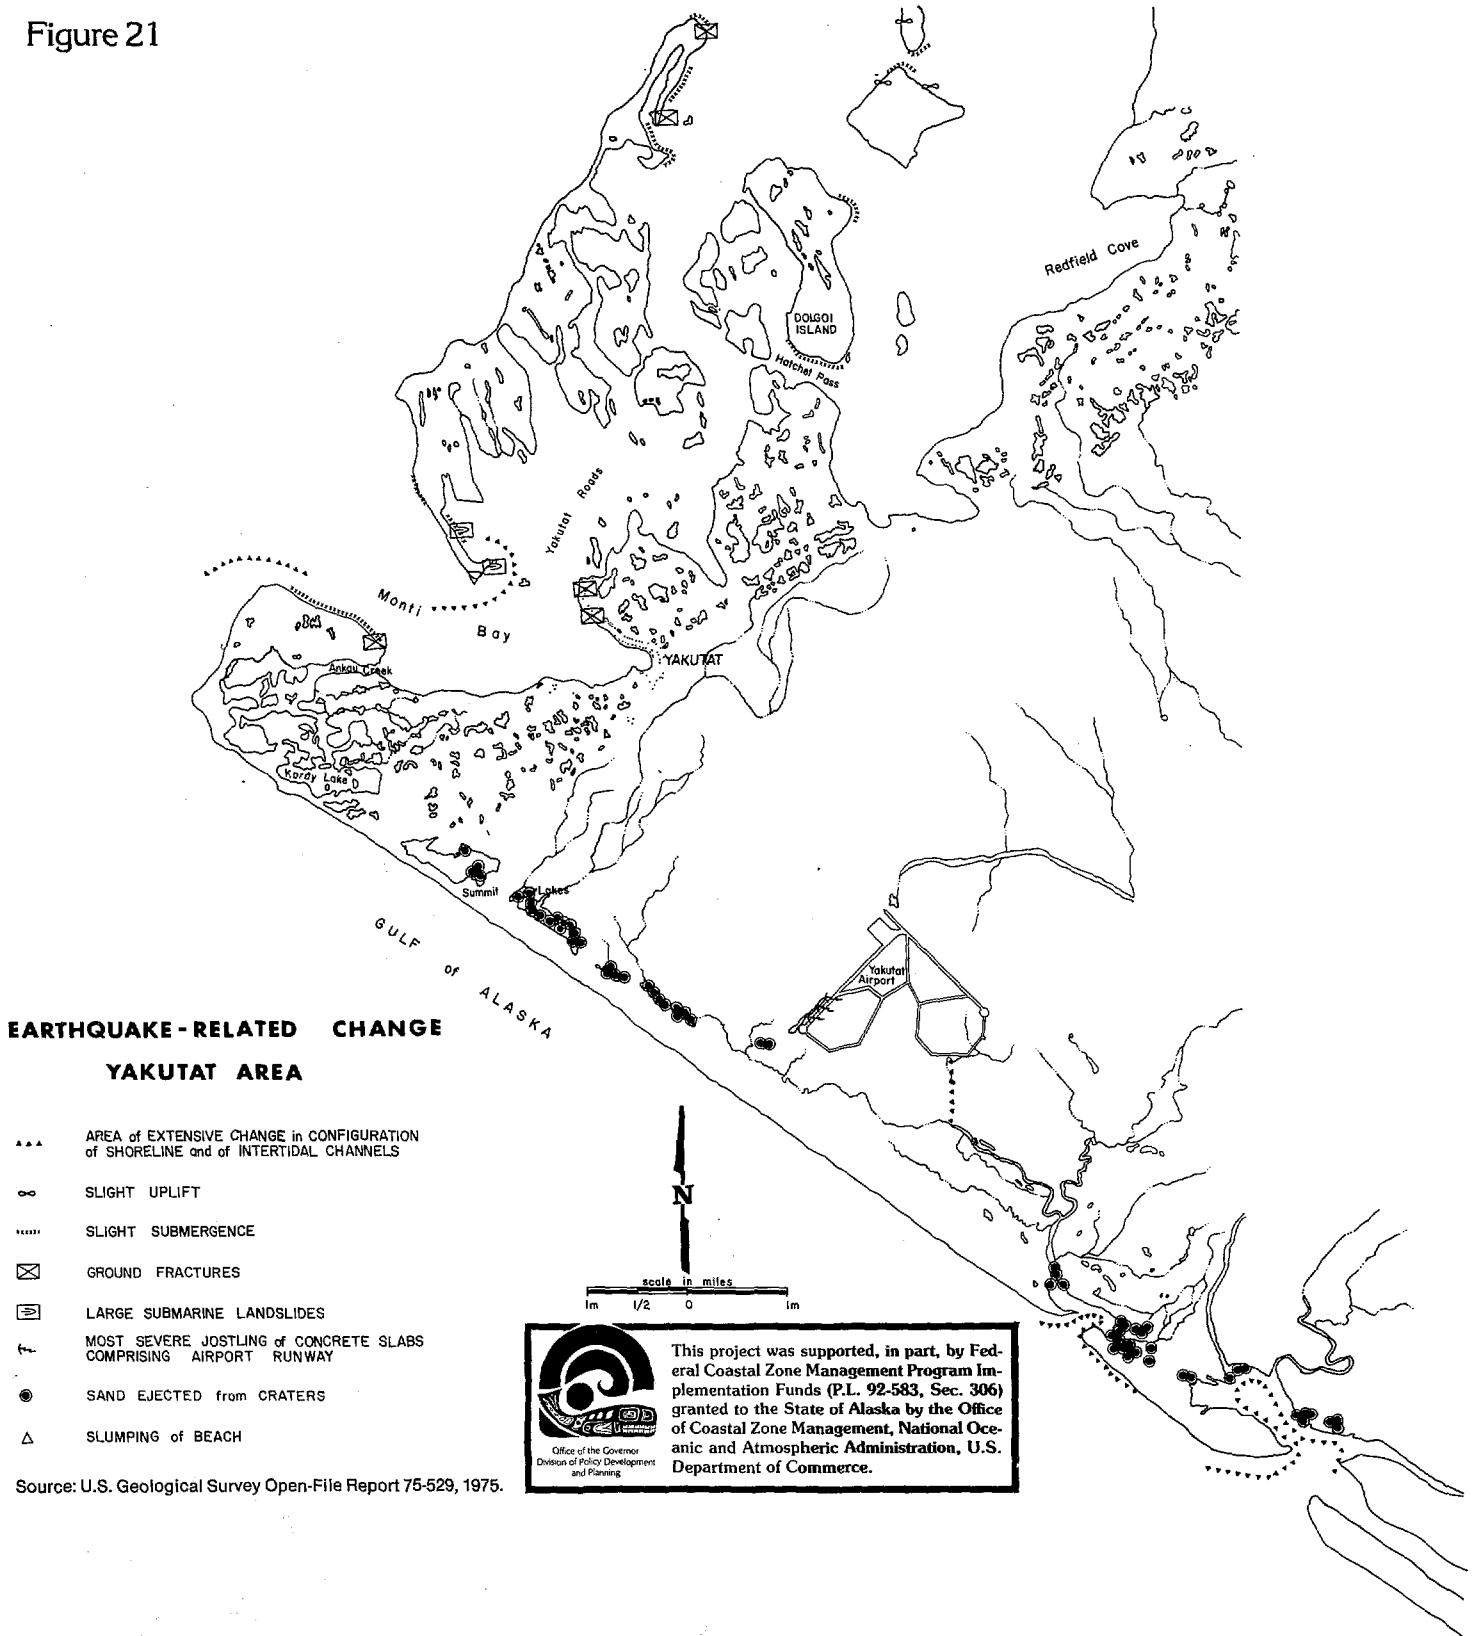 Figure 21
Redfield Cove
DOLGOI
ISLAND
Hatchet Pass
Yakutat Roads
Monti
Bay
YAKUTAT
Ankau Creek
Kardy Lake
Summit
Lakes
GULF
of
ALASKA
Yakutat
Airport
EARTHQUAKE-RELATED CHANGE
YAKUTAT AREA
AREA of EXTENSIVE CHANGE in CONFIGURATION
of SHORELINE and of INTERTIDAL CHANNELS
SLIGHT UPLIFT
SLIGHT SUBMERGENCE
GROUND FRACTURES
LARGE SUBMARINE LANDSLIDES
MOST SEVERE JOSTLING of CONCRETE SLABS
COMPRISING AIRPORT RUNWAY
SAND EJECTED from CRATERS
SLUMPING of BEACH
Source: U.S. Geological Survey Open-File Report 75-529, 1975.
N
scale in miles
1m 1/2 0 1m
Office of the Governor
Division of Policy Development
and Planning
This project was supported, in part, by Fed-
eral Coastal Zone Management Program Im-
plementation Funds (P.L. 92-583, Sec. 306)
granted to the State of Alaska by the Office
of Coastal Zone Management, National Oce-
anic and Atmospheric Administration, U.S.
Department of Commerce.